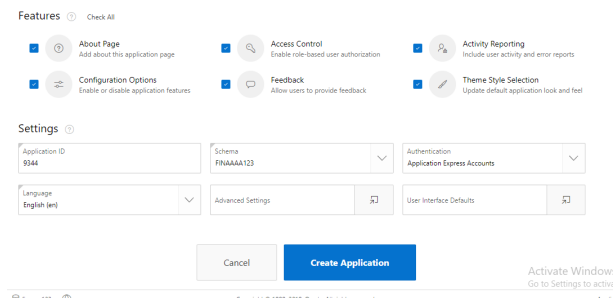 Features Check All
About Page
Add about this application page
Access Control
Enable role-based user authorization
Activity Reporting
Include user activity and error reports
Configuration Options
Enable or disable application features
Feedback
Allow users to provide feedback
Theme Style Selection
Update default application look and feel
Settings
Application ID
9344
Schema
FINAAAA123
Authentication
Application Express Accounts
Language
English (en)
Advanced Settings
User Interface Defaults
Cancel
Create Application
Activate Windows
Go to Settings to activa